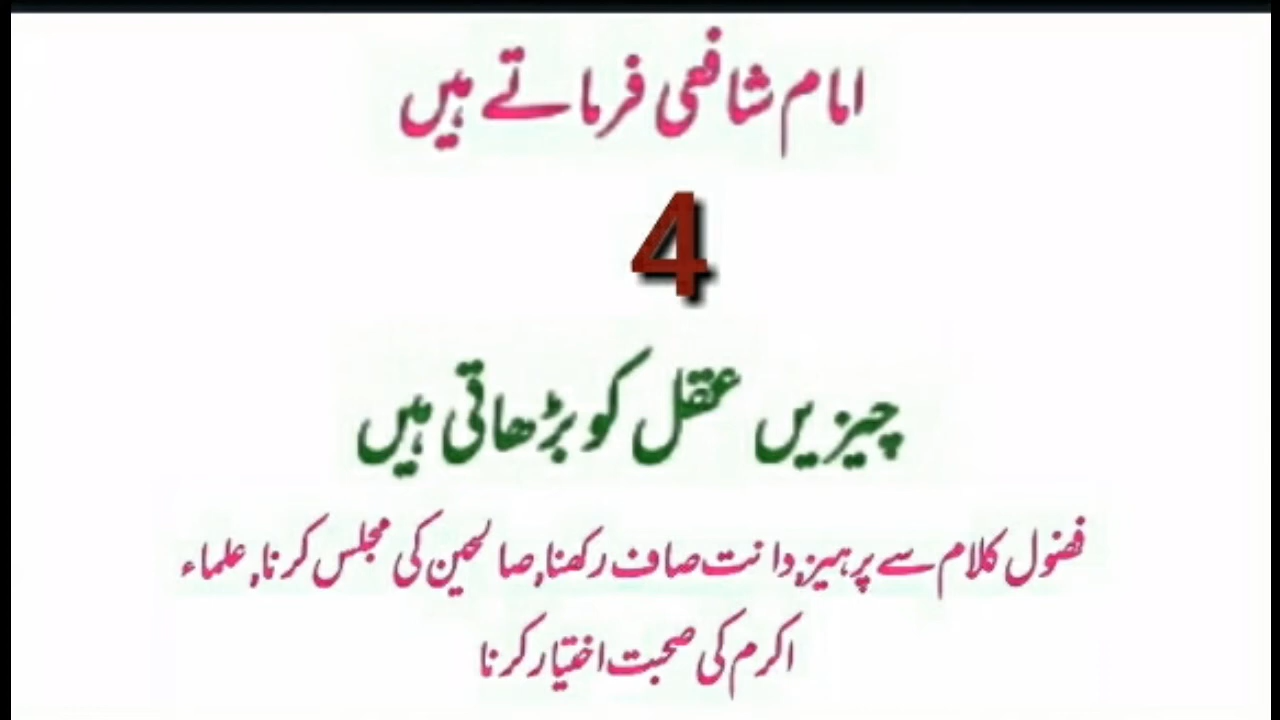 امام شافعی فرماتے ہیں
4
چیزیں عقل کو بڑھاتی ہیں
فضول کلام سے پرہیز,دانت صاف رکھنا,صالحین کی مجلس کرنا,علماء
اکرم کی صحبت اختیار کرنا